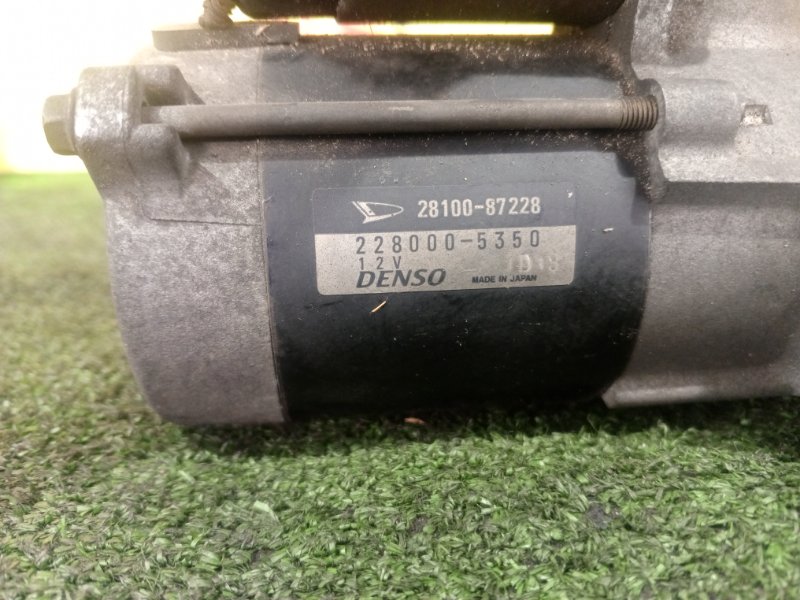 28100-87228
228000-5350
12V
DENSO MADE IN JAPAN